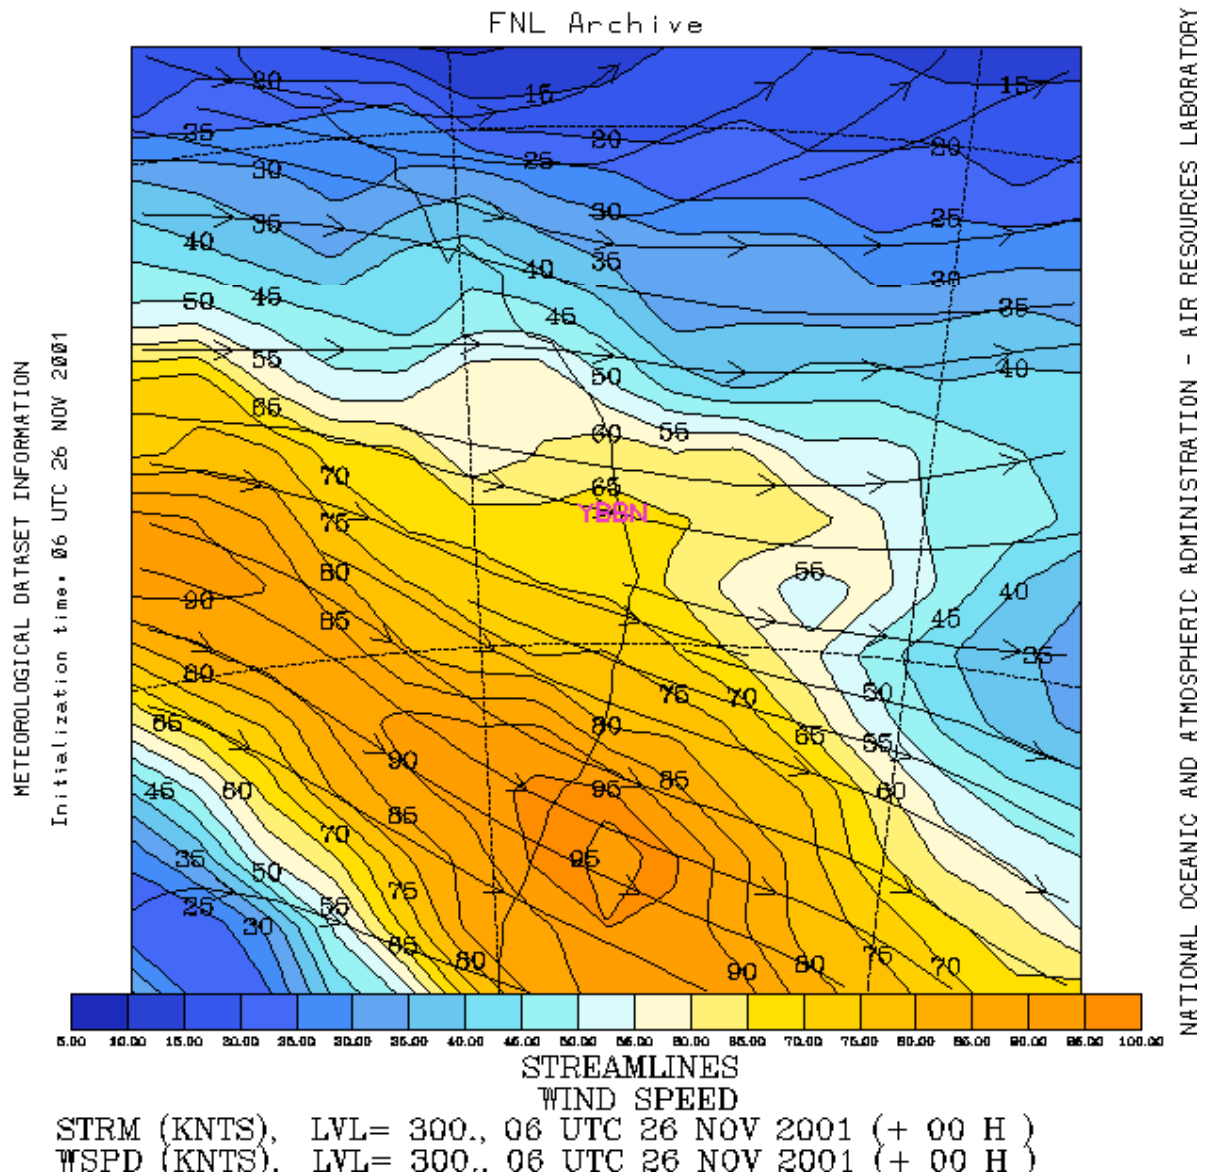 FNL Archive
METEOROLOGICAL DATASET INFORMATION
Initialization time: 06 UTC 26 NOV 2001
NATIONAL OCEANIC AND ATMOSPHERIC ADMINISTRATION - AIR RESOURCES LABORATORY
20 15 15
25 20 20
30 25
35 30 25
40 40 35 30
50 45 45 35
55 50 40
65 60 55
70 65
75 YBBN
80 55
90 85 40
45
80 35
75 70 50
65 80 65 55
90 85
45 60 95 60
85
70
35 50 95
75
25 55
30 65 80 90 80 75 70
5.00 10.00 15.00 20.00 25.00 30.00 35.00 40.00 45.00 50.00 55.00 60.00 65.00 70.00 75.00 80.00 85.00 90.00 95.00 100.00
STREAMLINES
WIND SPEED
STRM (KNTS), LVL= 300., 06 UTC 26 NOV 2001 (+ 00 H )
WSPD (KNTS), LVL= 300., 06 UTC 26 NOV 2001 (+ 00 H )